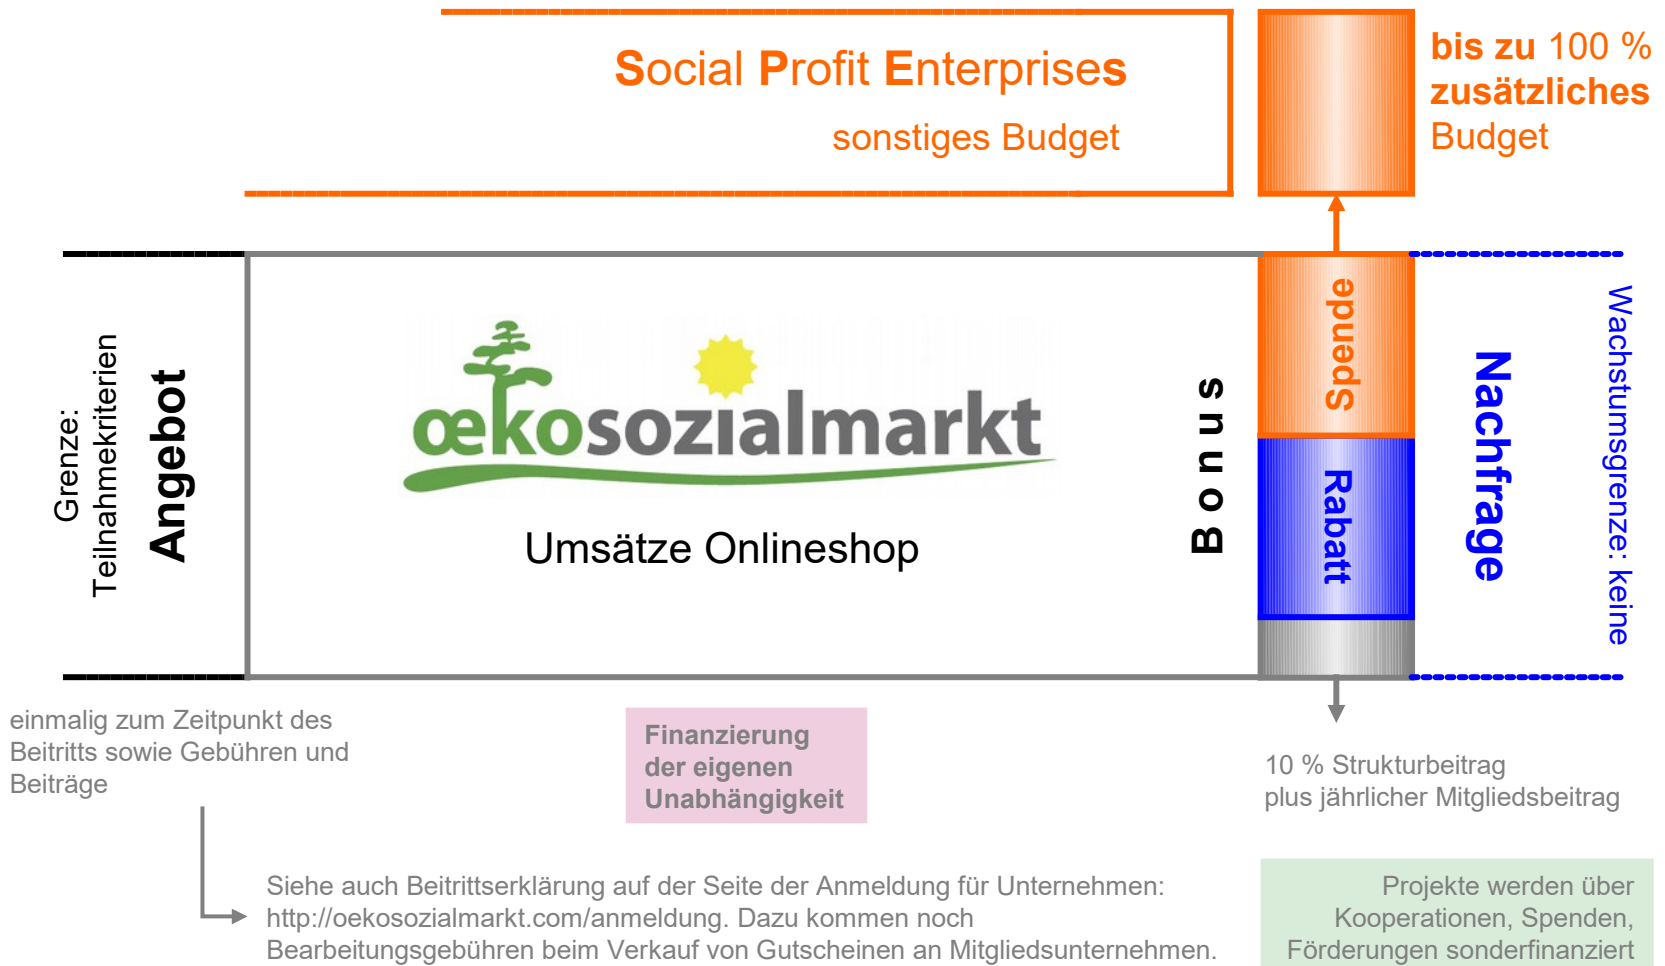 Social Profit Enterprises
sonstiges Budget
bis zu 100 %
zusätzliches
Budget
Grenze:
Teilnahmekriterien
Angebot
œkosozialmarkt
Umsätze Onlineshop
Bonus
Spende
Rabatt
Nachfrage
Wachstumsgrenze: keine
einmalig zum Zeitpunkt des
Beitritts sowie Gebühren und
Beiträge
Finanzierung
der eigenen
Unabhängigkeit
10 % Strukturbeitrag
plus jährlicher Mitgliedsbeitrag
Siehe auch Beitrittserklärung auf der Seite der Anmeldung für Unternehmen:
http://oekosozialmarkt.com/anmeldung. Dazu kommen noch
Bearbeitungsgebühren beim Verkauf von Gutscheinen an Mitgliedsunternehmen.
Projekte werden über
Kooperationen, Spenden,
Förderungen sonderfinanziert